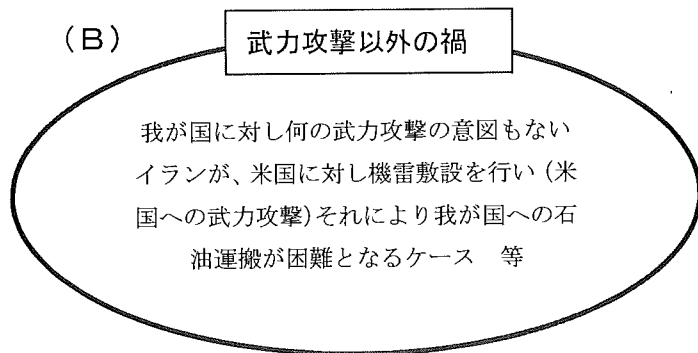 （B）
武力攻撃以外の禍
我が国に対し何の武力攻撃の意図もない
イランが、米国に対し機雷敷設を行い（米
国への武力攻撃）それにより我が国への石
油運搬が困難となるケース　等